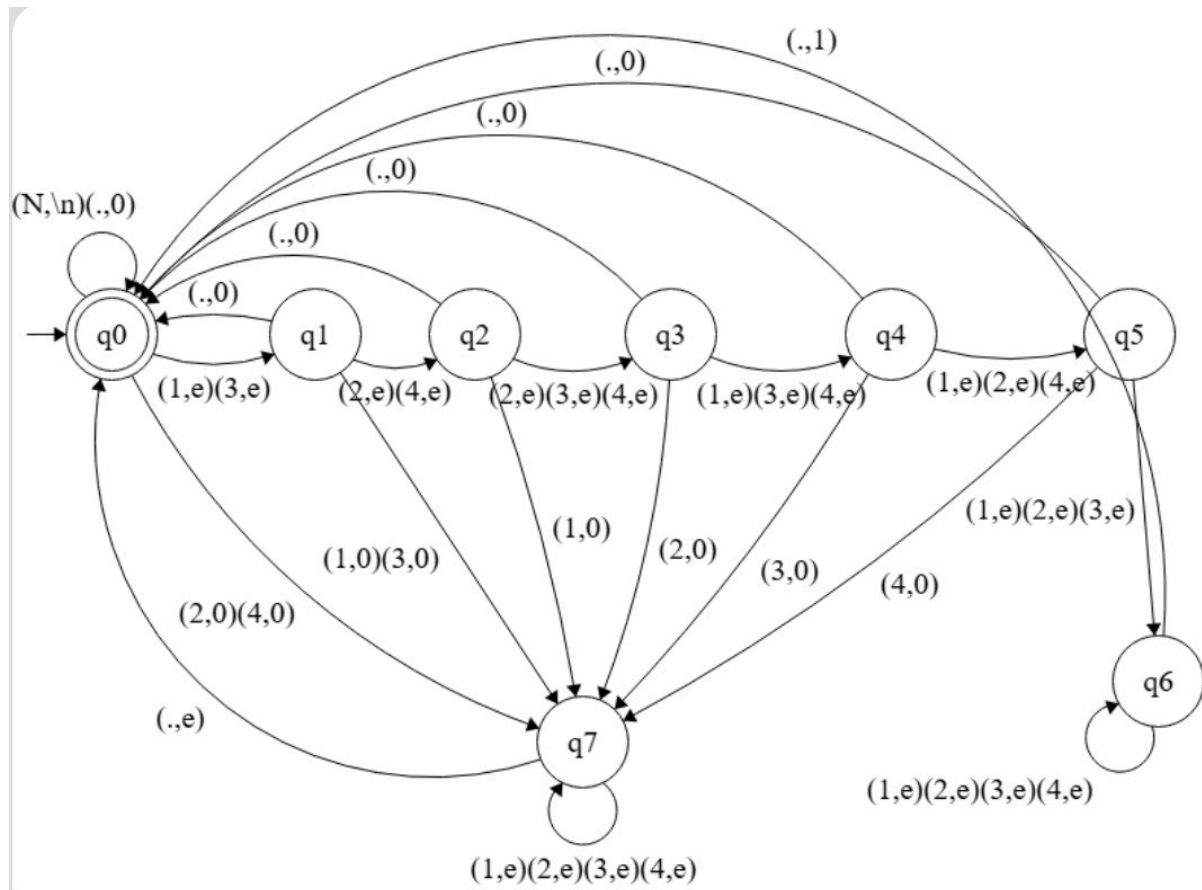 (.,1)
(.,0)
(.,0)
(.,0)
(N,\n)(.,0)
(.,0)
(.,0)
q0
q1
q2
q3
q4
q5
(1,e)(3,e)
(2,e)(4,e)
(2,e)(3,e)(4,e)
(1,e)(3,e)(4,e)
(1,e)(2,e)(4,e)
(1,e)(2,e)(3,e)
(1,0)(3,0)
(1,0)
(2,0)
(3,0)
(4,0)
(2,0)(4,0)
q6
(.,e)
q7
(1,e)(2,e)(3,e)(4,e)
(1,e)(2,e)(3,e)(4,e)